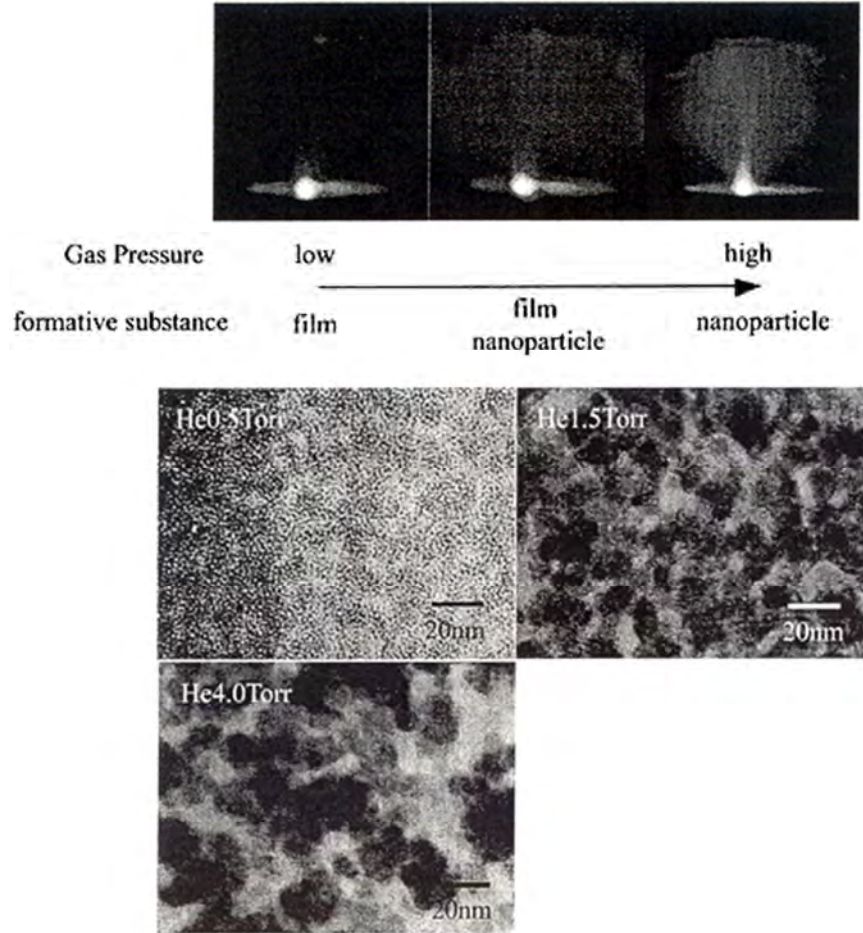 Gas Pressure low high
formative substance film film nanoparticle nanoparticle
He0.5Torr
20nm
He1.5Torr
20nm
He4.0Torr
20nm